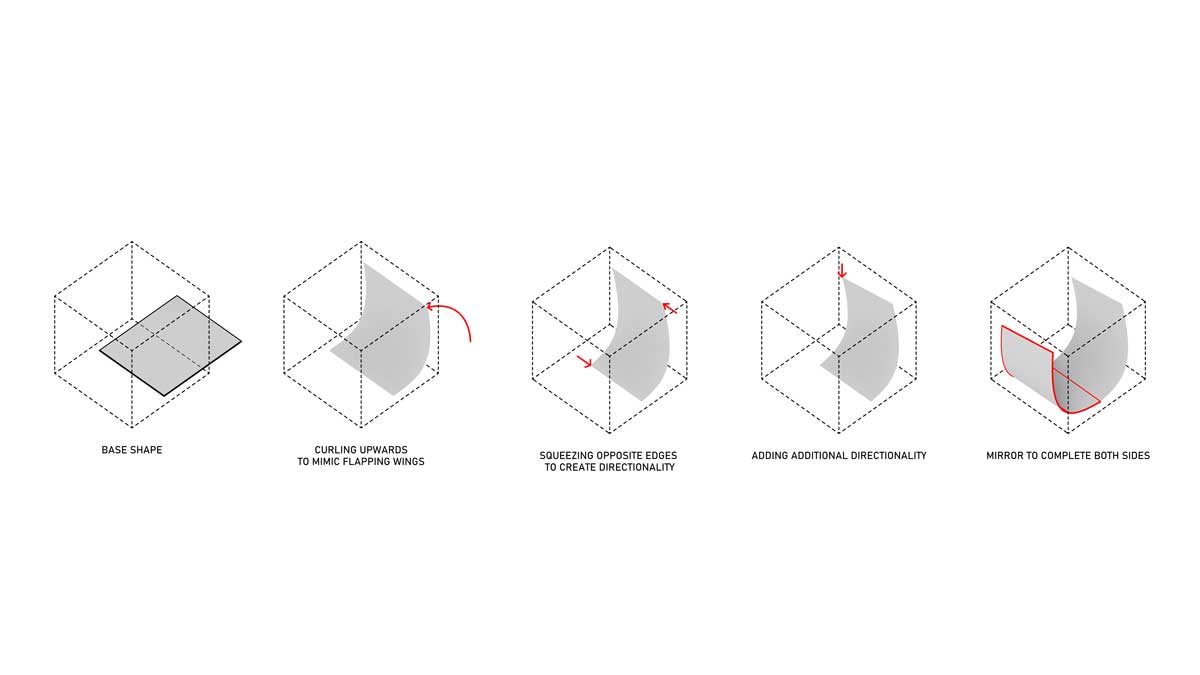 BASE SHAPE
CURLING UPWARDS
TO MIMIC FLAPPING WINGS
SQUEEZING OPPOSITE EDGES
TO CREATE DIRECTIONALITY
ADDING ADDITIONAL DIRECTIONALITY
MIRROR TO COMPLETE BOTH SIDES